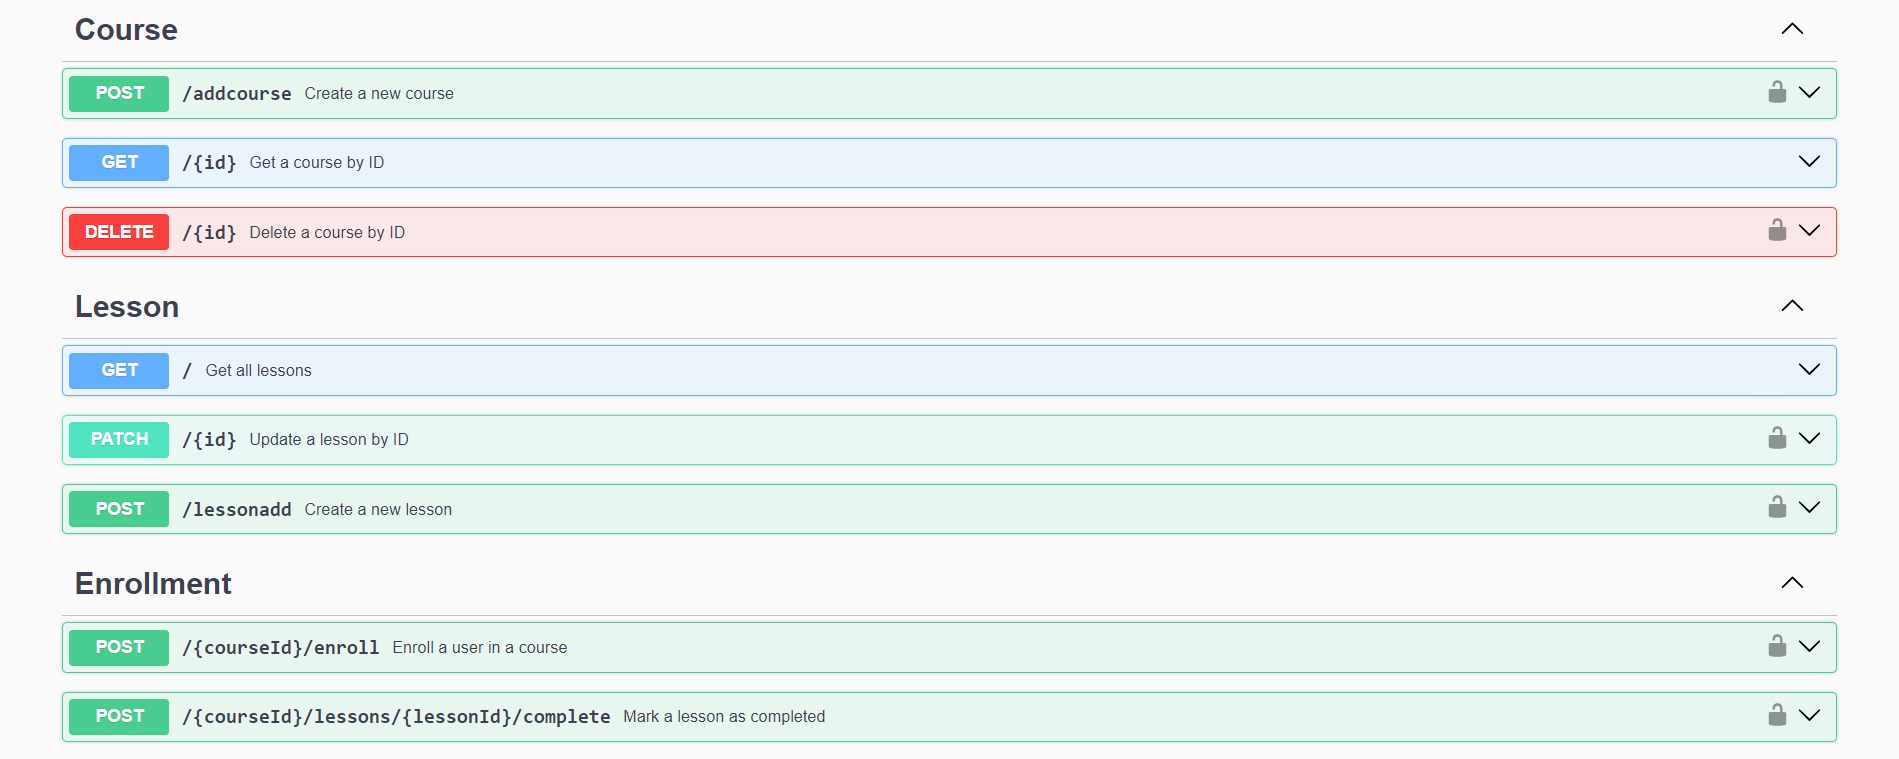 Course
POST /addcourse Create a new course
GET /{id} Get a course by ID
DELETE /{id} Delete a course by ID
Lesson
GET / Get all lessons
PATCH /{id} Update a lesson by ID
POST /lessonadd Create a new lesson
Enrollment
POST /{courseId}/enroll Enroll a user in a course
POST /{courseId}/lessons/{lessonId}/complete Mark a lesson as completed